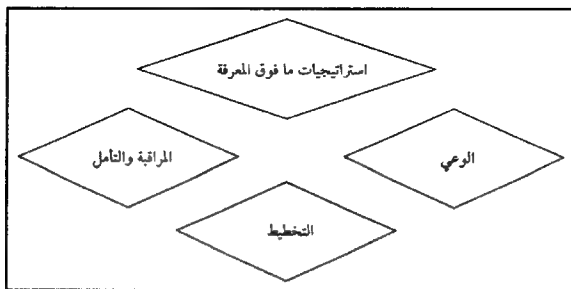 استراتيجيات ما فوق المعرفة
الوعي
المراقبة والتأمل
التخطيط